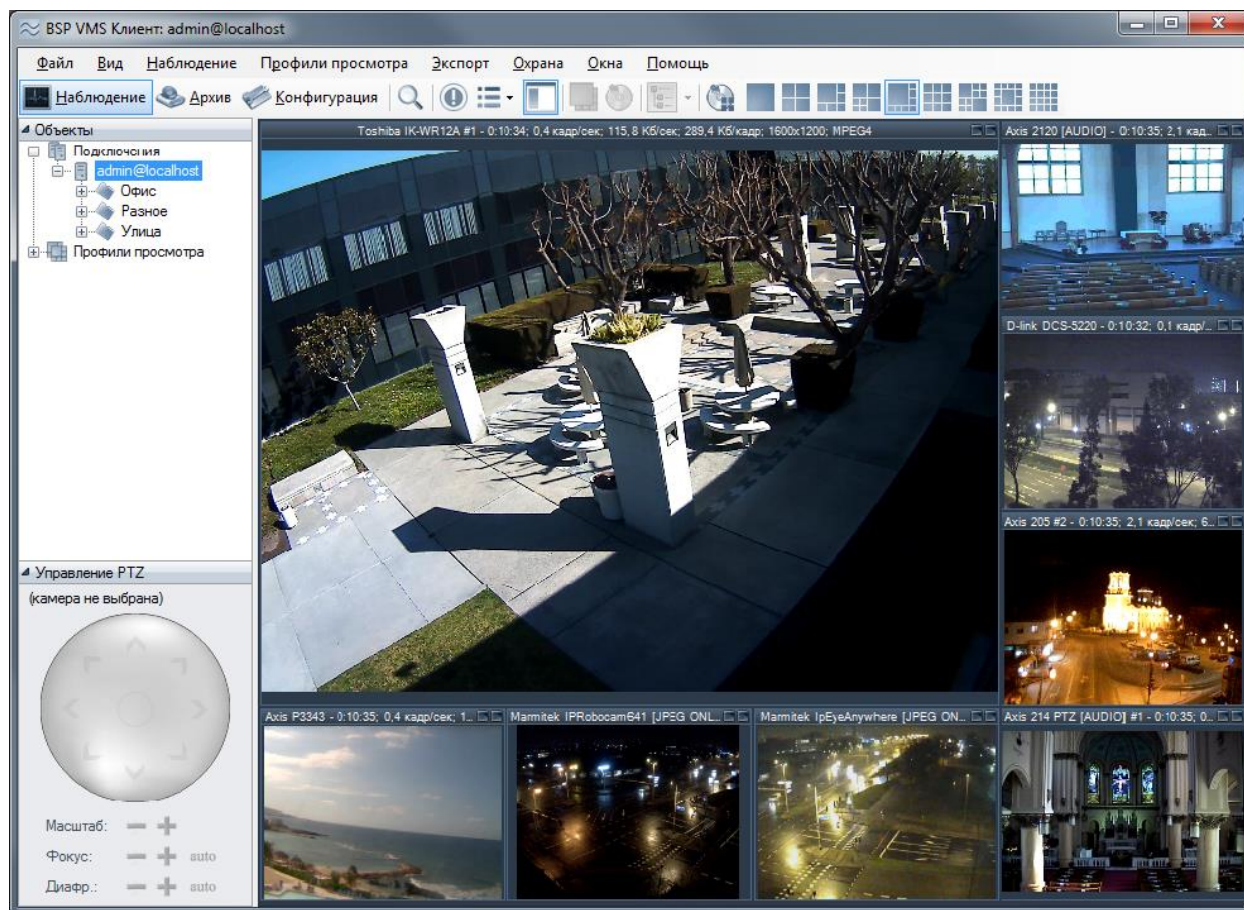 BSP VMS Клиент: admin@localhost
Файл Вид Наблюдение Профили просмотра Экспорт Охрана Окна Помощь
Наблюдение Архив Конфигурация
Объекты
Подключения
admin@localhost
Офис
Разное
Улица
Профили просмотра
Управление PTZ
(камера не выбрана)
Масштаб:
Фокус: auto
Диафр.: auto
Toshiba IK-WR12A #1 - 0:10:34; 0,4 кадр/сек; 115,8 Кб/сек; 289,4 Кб/кадр; 1600x1200; MPEG4
Axis 2120 [AUDIO] - 0:10:35; 2,1 кад...
D-link DCS-5220 - 0:10:32; 0,1 кадр/...
Axis 205 #2 - 0:10:35; 2,1 кадр/сек; 6...
Axis P3343 - 0:10:35; 0,4 кадр/сек; 1...
Marmitek IPRobocam641 [JPEG ONL...
Marmitek IpEyeAnywhere [JPEG ON...
Axis 214 PTZ [AUDIO] #1 - 0:10:35; 0...